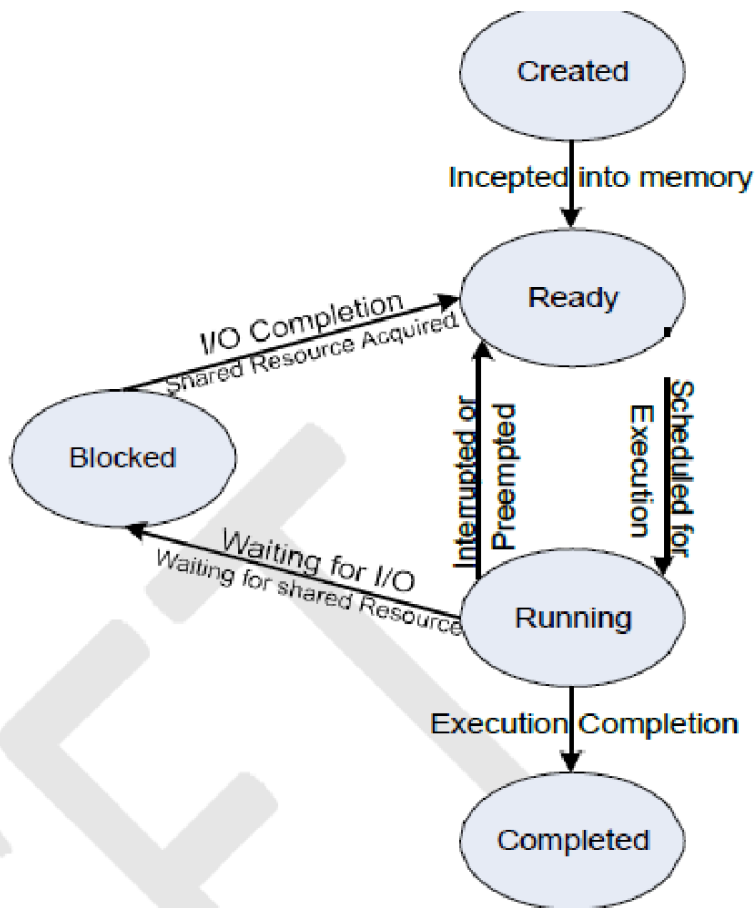 Created
Incepted into memory
Ready
I/O Completion
Shared Resource Acquired
Interrupted or
Preempted
Scheduled for
Execution
Blocked
Waiting for I/O
Waiting for shared Resource
Running
Execution Completion
Completed